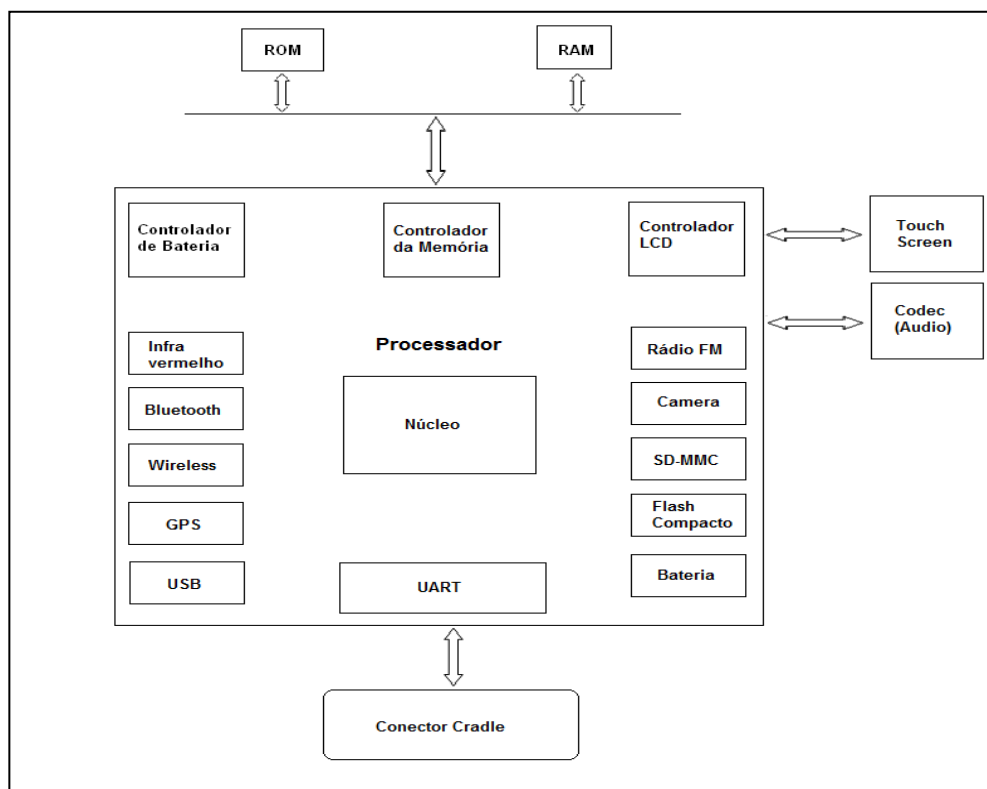 ROM
RAM
Controlador
de Bateria
Controlador
da Memória
Controlador
LCD
Touch
Screen
Codec
(Audio)
Infra
vermelho
Processador
Rádio FM
Bluetooth
Núcleo
Camera
Wireless
SD-MMC
GPS
Flash
Compacto
USB
UART
Bateria
Conector Cradle